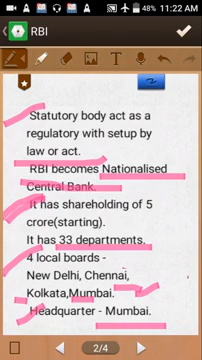 48% 11:22 AM
RBI
T
Statutory body act as a
regulatory with setup by
law or act.
RBI becomes Nationalised
Central Bank.
It has shareholding of 5
crore(starting).
It has 33 departments.
4 local boards -
New Delhi, Chennai,
Kolkata,Mumbai.
Headquarter - Mumbai.
2/4